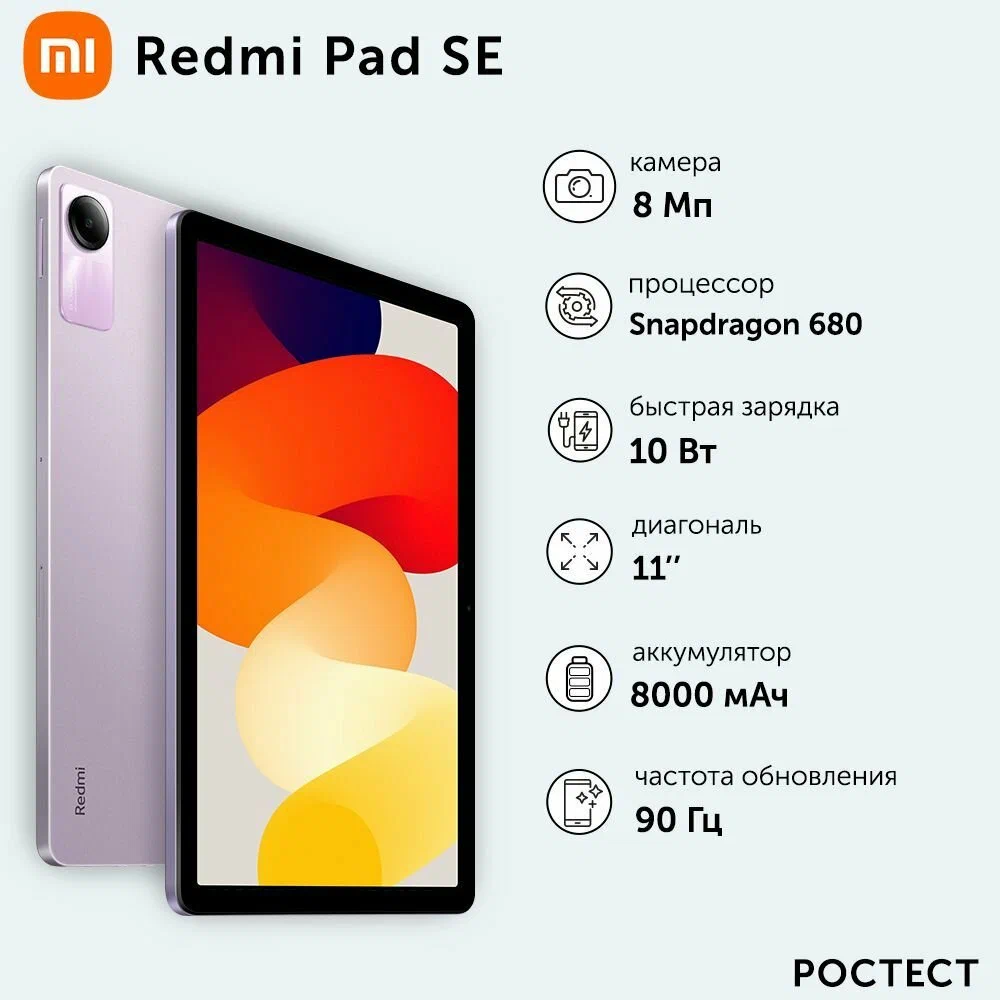 mi Redmi Pad SE
камера
8 Мп
процессор
Snapdragon 680
быстрая зарядка
10 Вт
диагональ
11″
аккумулятор
8000 мАч
частота обновления
90 Гц
Redmi
РОСТЕСТ